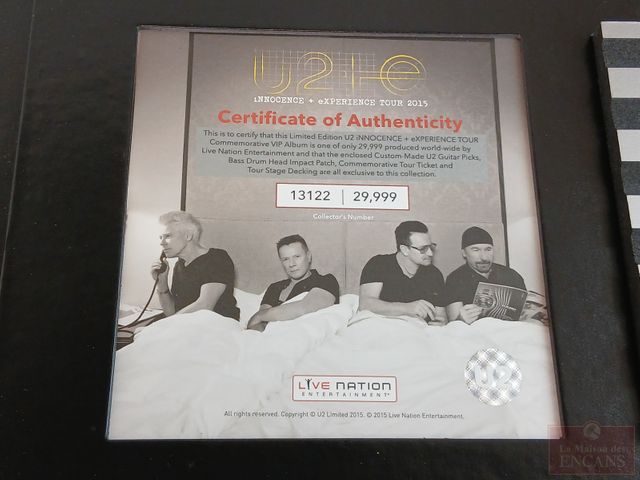 U2 i+e
iNNOCENCE + eXPERIENCE TOUR 2015
Certificate of Authenticity
This is to certify that this Limited Edition U2 iNNOCENCE + eXPERIENCE TOUR
Commemorative VIP Album is one of only 29,999 produced world-wide by
Live Nation Entertainment and that the enclosed Custom-Made U2 Guitar Picks,
Bass Drum Head Impact Patch, Commemorative Tour Ticket and
Tour Stage Decking are all exclusive to this collection.
13122 | 29,999
Collector's Number
LIVE NATION
ENTERTAINMENT®
U2
All rights reserved. Copyright © U2 Limited 2015. © 2015 Live Nation Entertainment.
La Maison des
ENCANS